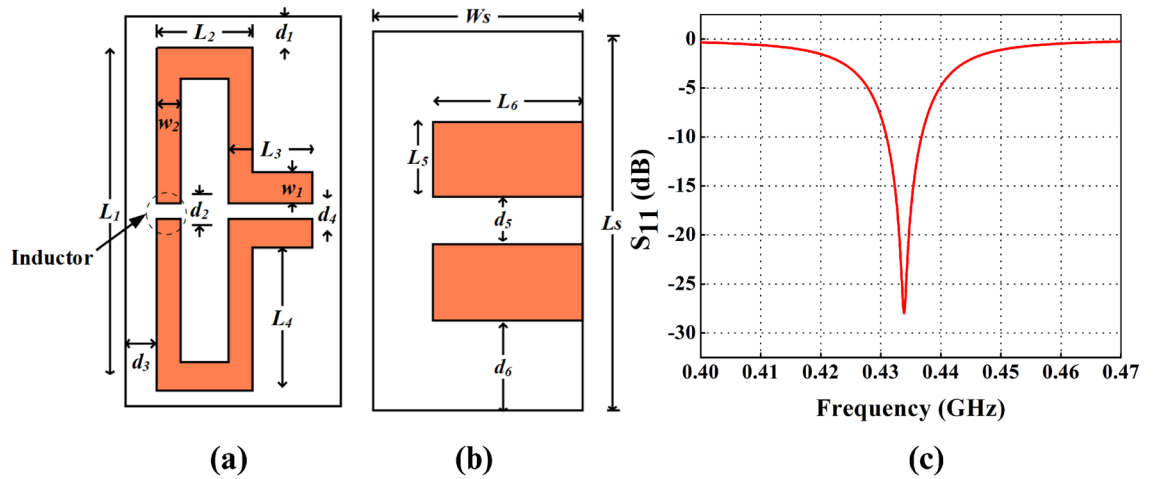 L2
d1
w2
L3
w1
L1
d2
d4
Inductor
L4
d3
(a)
Ws
L6
L5
d5
Ls
d6
(b)
S11 (dB)
0
-5
-10
-15
-20
-25
-30
0.40 0.41 0.42 0.43 0.44 0.45 0.46 0.47
Frequency (GHz)
(c)